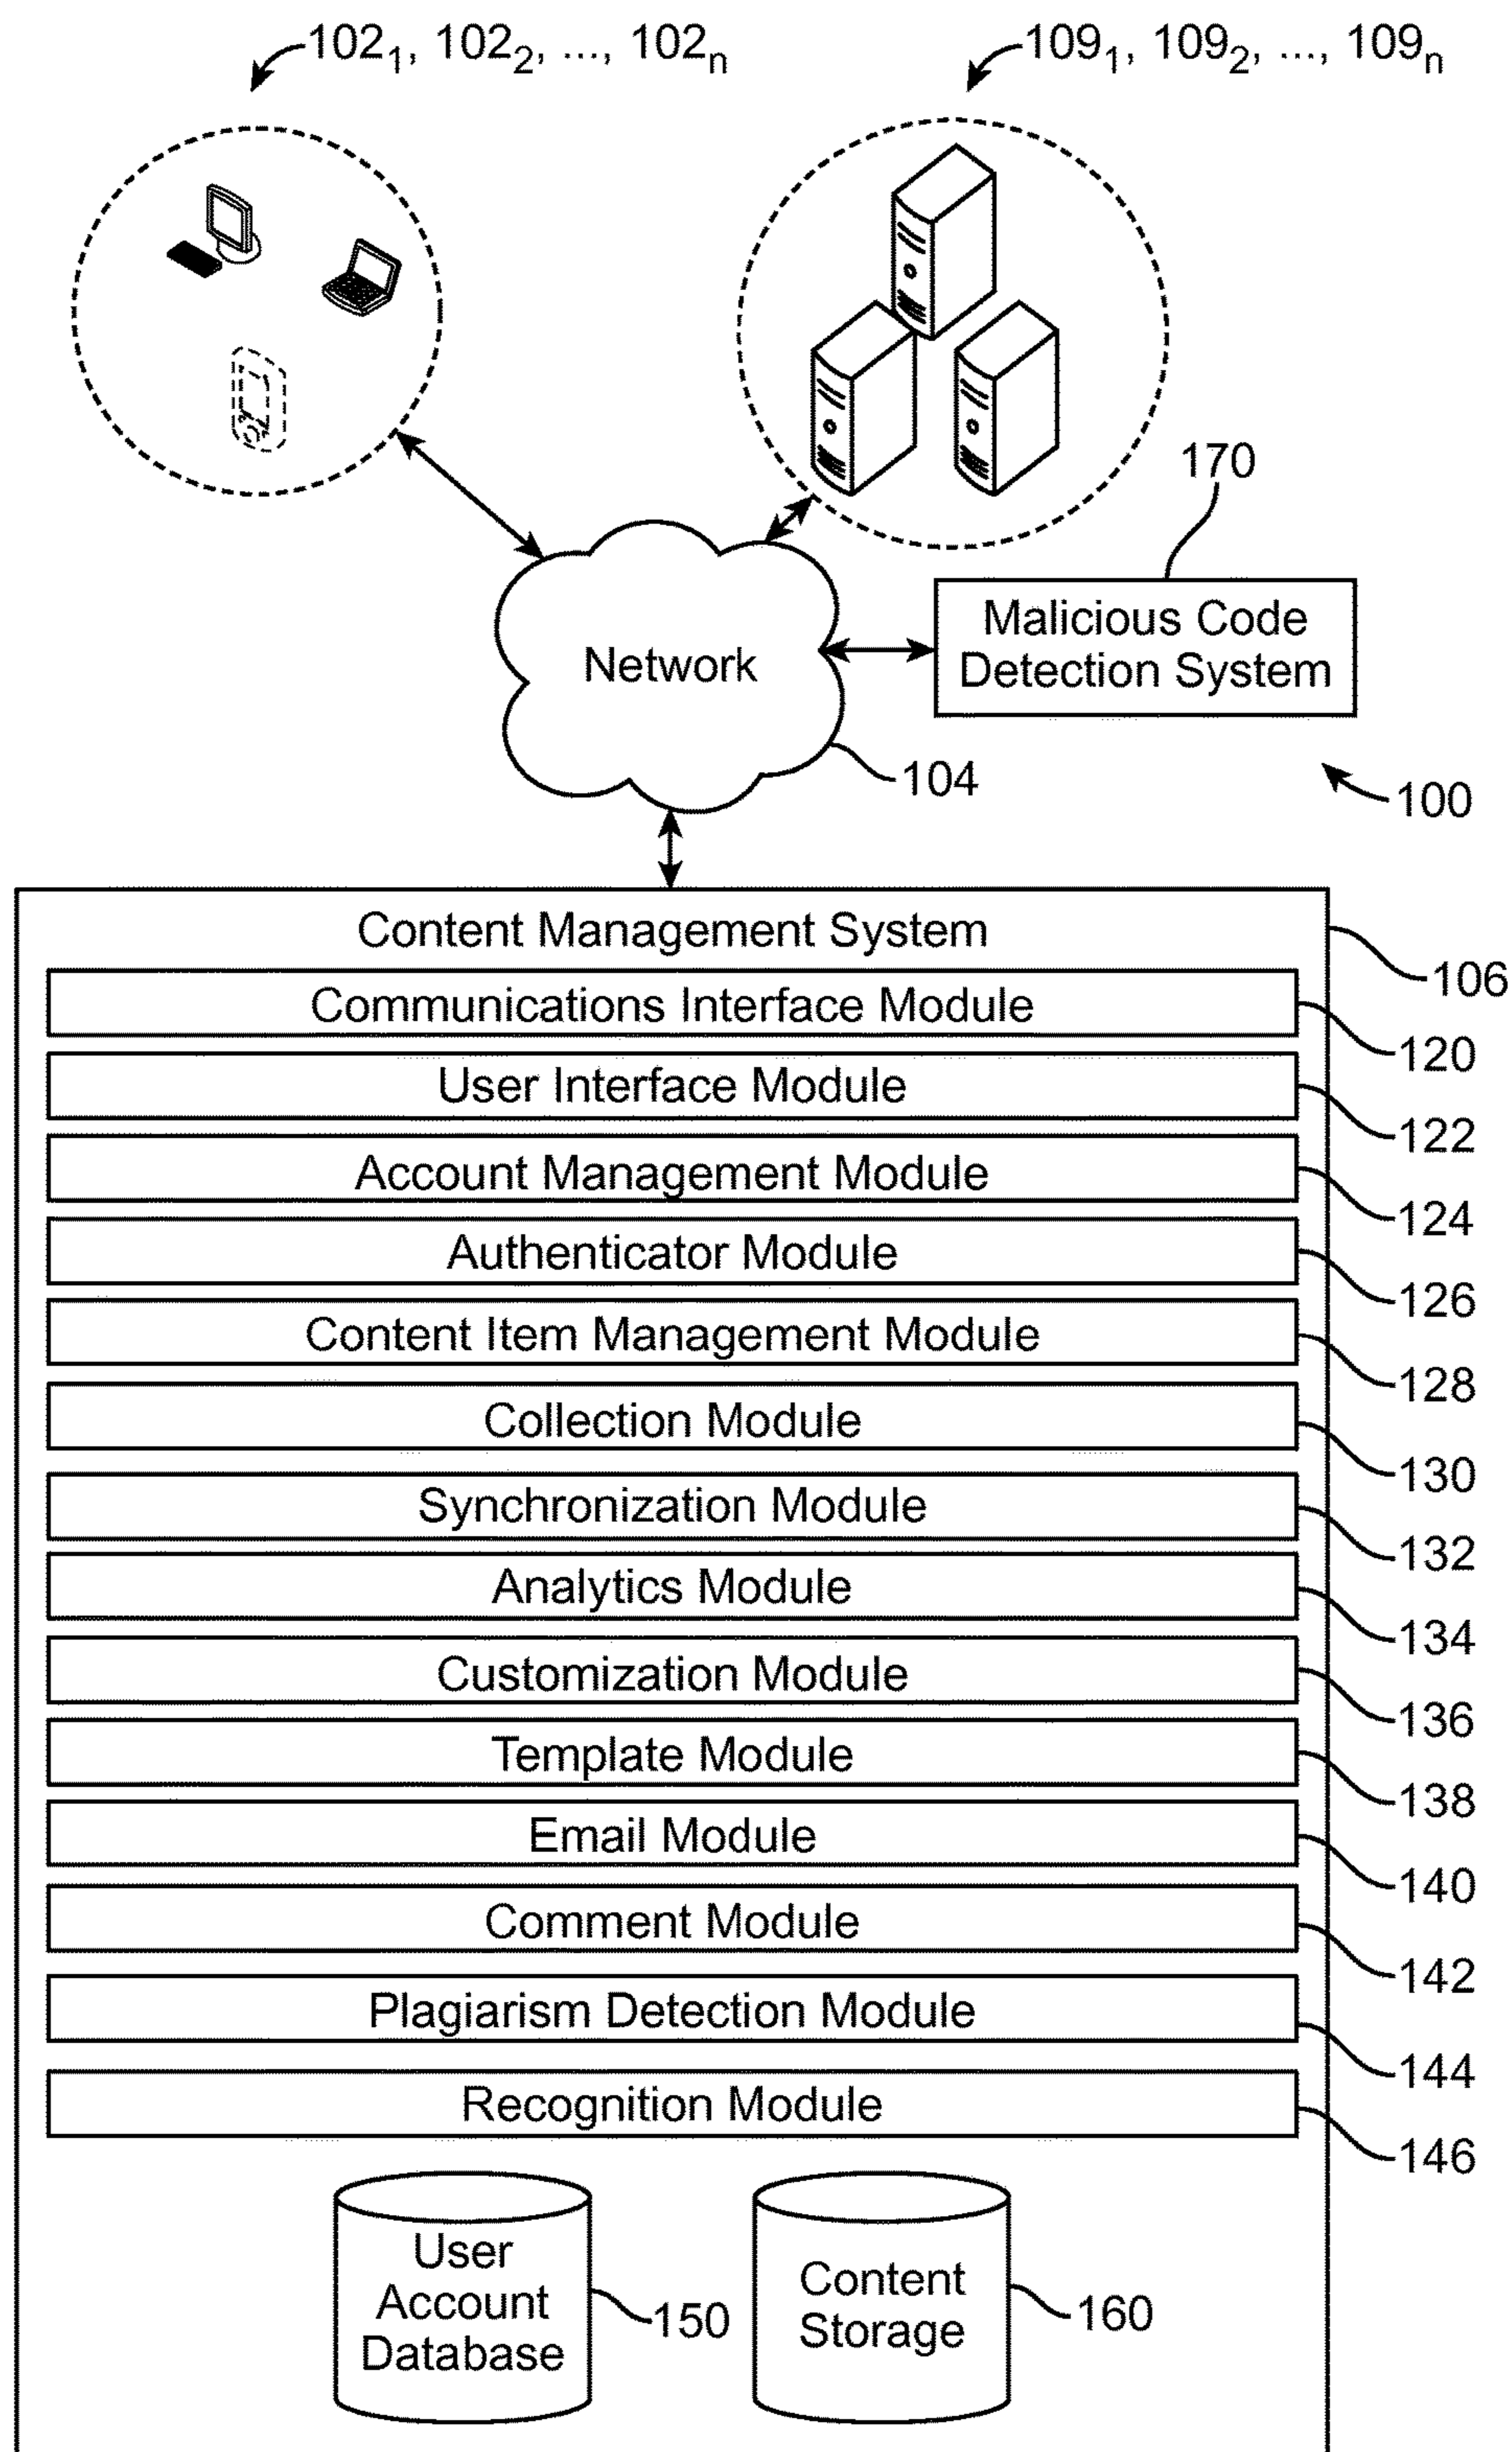 102₁, 102₂, ..., 102ₙ
109₁, 109₂, ..., 109ₙ
170
Malicious Code
Detection System
Network
104
100
Content Management System
106
Communications Interface Module
120
User Interface Module
122
Account Management Module
124
Authenticator Module
126
Content Item Management Module
128
Collection Module
130
Synchronization Module
132
Analytics Module
134
Customization Module
136
Template Module
138
Email Module
140
Comment Module
142
Plagiarism Detection Module
144
Recognition Module
146
User
Account
Database
150
Content
Storage
160